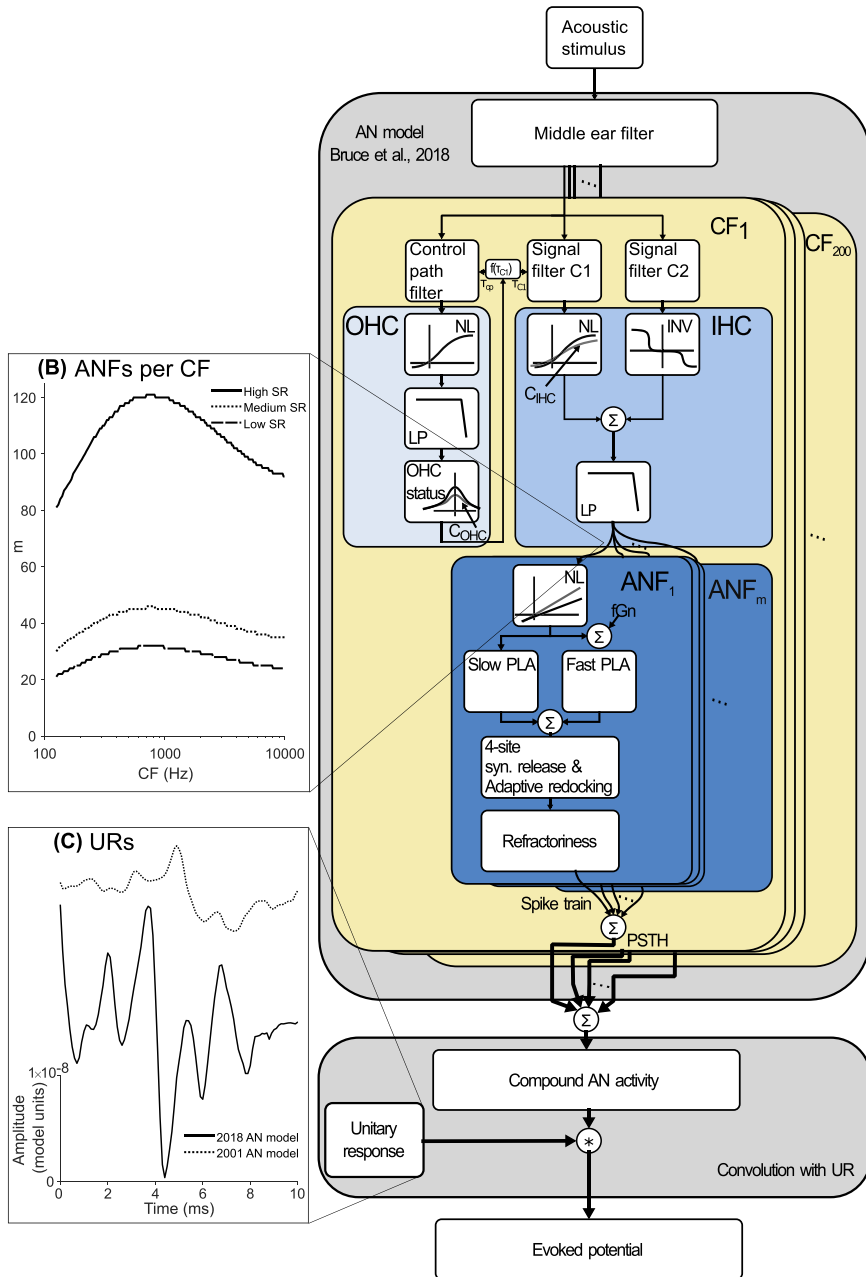 Acoustic
stimulus
AN model
Bruce et al., 2018
Middle ear filter
CF1
CF200
Control
path
filter
f(τC1)
τcp
τC1
Signal
filter C1
Signal
filter C2
OHC
NL
LP
OHC
status
COHC
IHC
NL
CIHC
INV
Σ
LP
ANF1
ANFm
NL
fGn
Σ
Slow PLA
Fast PLA
Σ
4-site
syn. release &
Adaptive redocking
Refractoriness
Spike train
Σ
PSTH
Σ
Compound AN activity
Unitary
response
*
Convolution with UR
Evoked potential
(B) ANFs per CF
High SR
Medium SR
Low SR
m
120
100
80
60
40
20
0
100
1000
10000
CF (Hz)
(C) URs
1×10-8
Amplitude
(model units)
0
2018 AN model
2001 AN model
0 2 4 6 8 10
Time (ms)